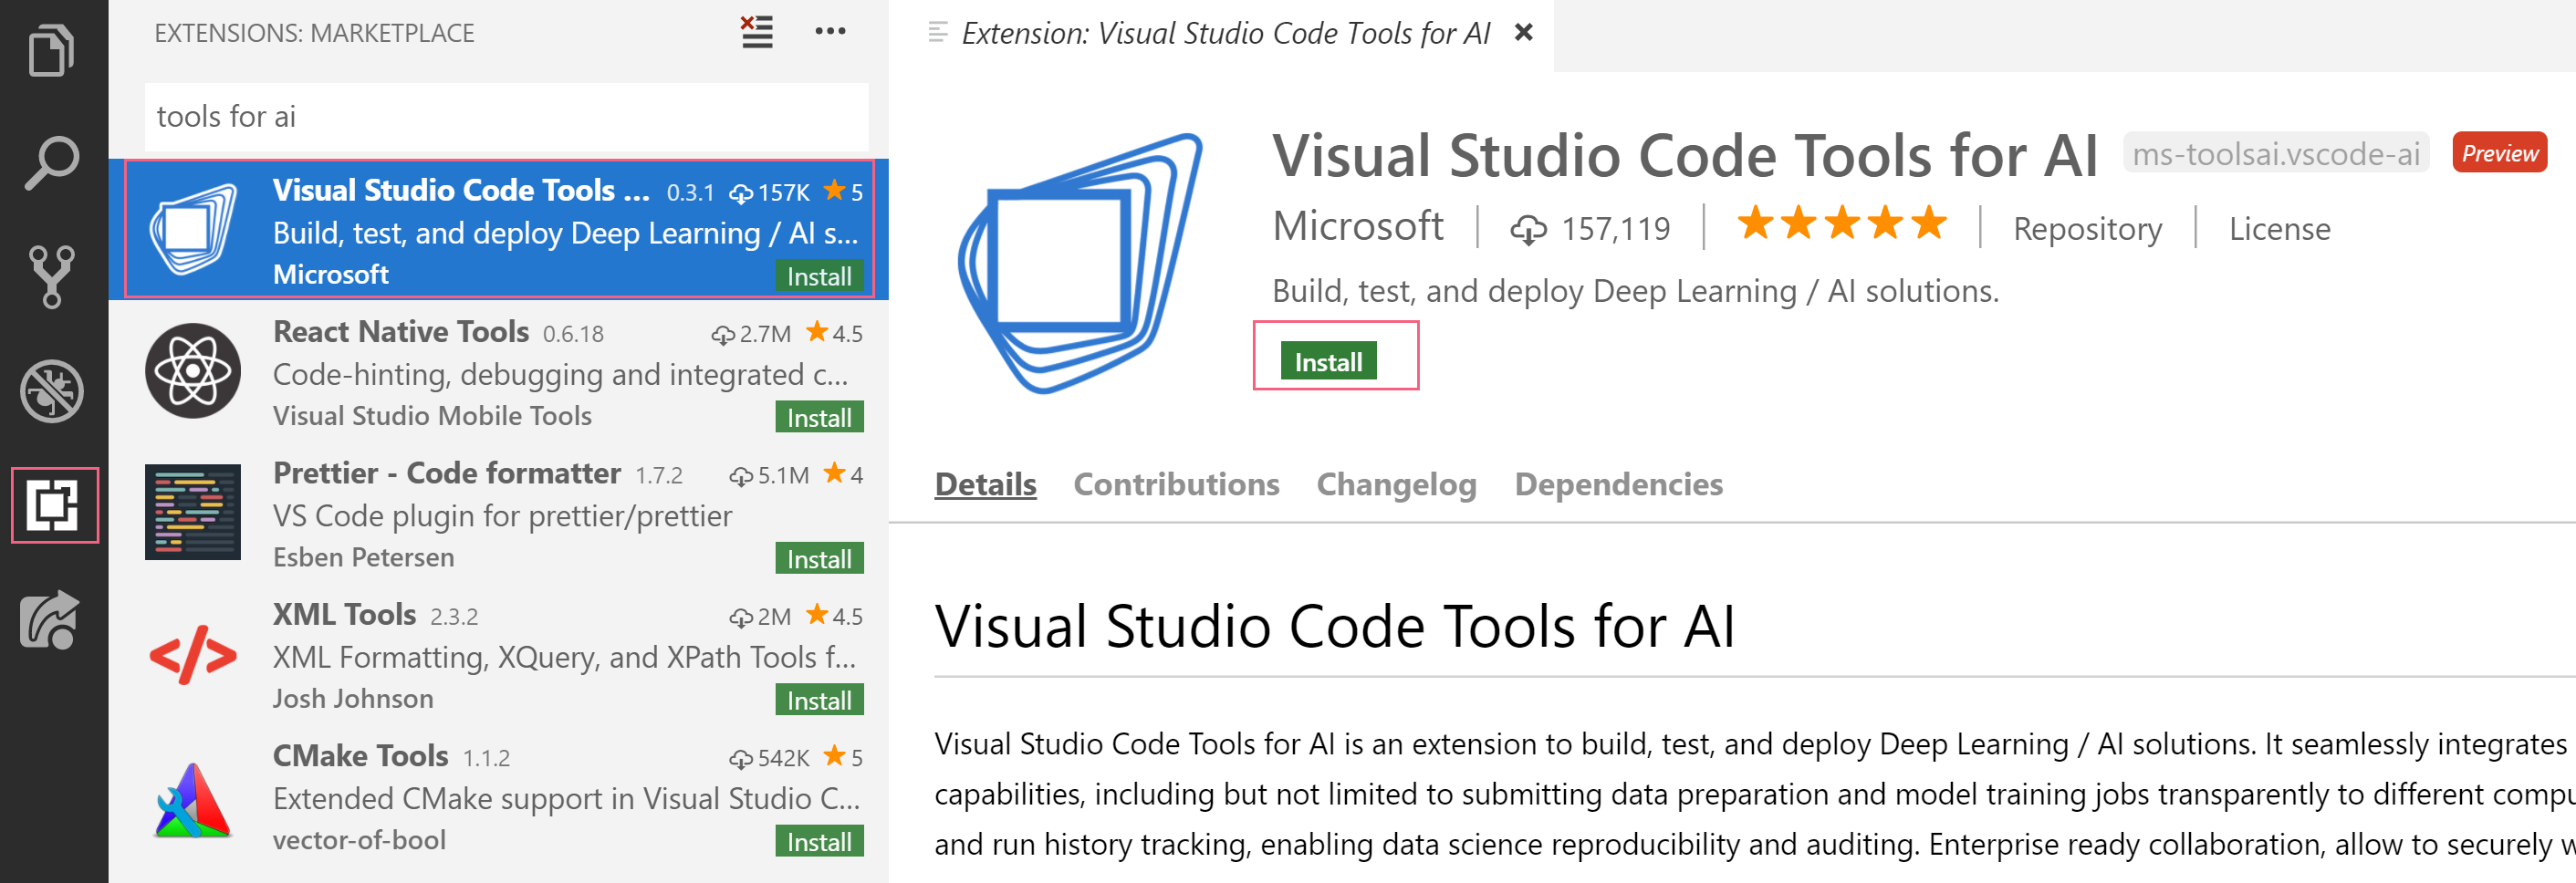 EXTENSIONS: MARKETPLACE
tools for ai
Visual Studio Code Tools ... 0.3.1 157K 5
Build, test, and deploy Deep Learning / AI s...
Microsoft Install
React Native Tools 0.6.18 2.7M 4.5
Code-hinting, debugging and integrated c...
Visual Studio Mobile Tools Install
Prettier - Code formatter 1.7.2 5.1M 4
VS Code plugin for prettier/prettier
Esben Petersen Install
XML Tools 2.3.2 2M 4.5
XML Formatting, XQuery, and XPath Tools f...
Josh Johnson Install
CMake Tools 1.1.2 542K 5
Extended CMake support in Visual Studio C...
vector-of-bool Install
Extension: Visual Studio Code Tools for AI
Visual Studio Code Tools for AI ms-toolsai.vscode-ai Preview
Microsoft 157,119 Repository License
Build, test, and deploy Deep Learning / AI solutions.
Install
Details Contributions Changelog Dependencies
Visual Studio Code Tools for AI
Visual Studio Code Tools for AI is an extension to build, test, and deploy Deep Learning / AI solutions. It seamlessly integrates
capabilities, including but not limited to submitting data preparation and model training jobs transparently to different compu
and run history tracking, enabling data science reproducibility and auditing. Enterprise ready collaboration, allow to securely w